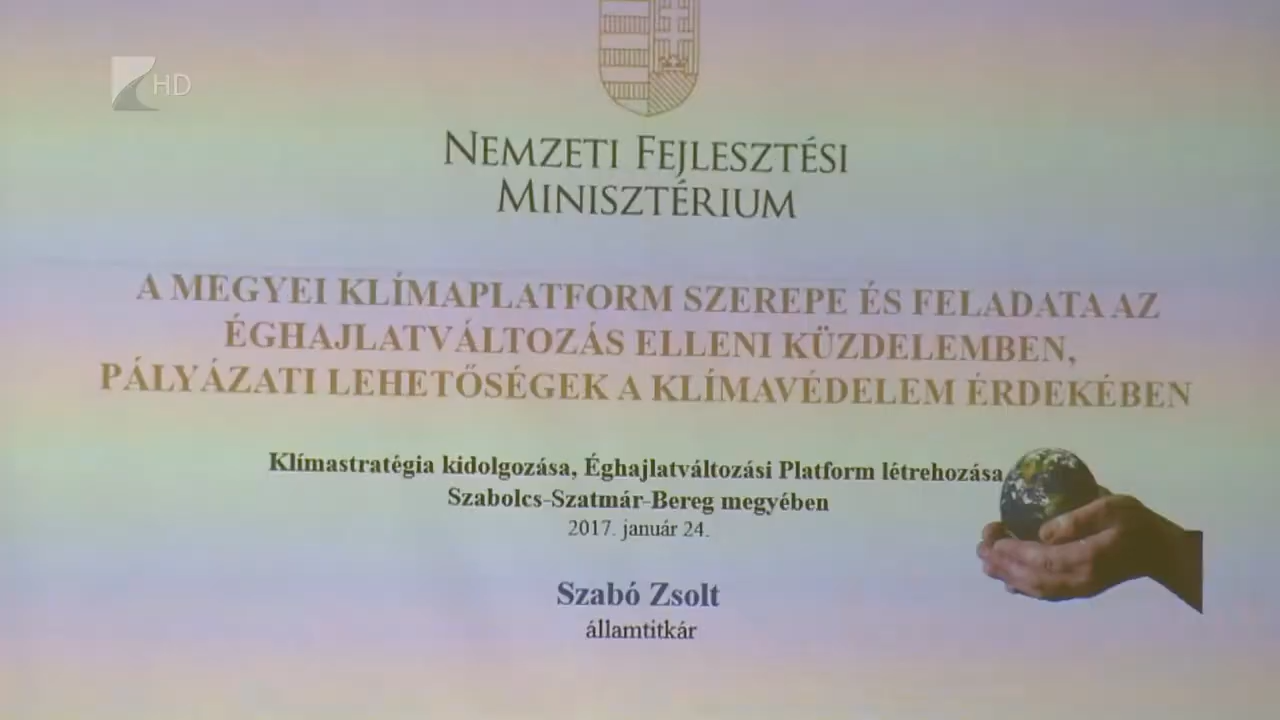 HD
NEMZETI FEJLESZTÉSI
MINISZTÉRIUM
A MEGYEI KLÍMAPLATFORM SZEREPE ÉS FELADATA AZ
ÉGHAJLATVÁLTOZÁS ELLENI KÜZDELEMBEN,
PÁLYÁZATI LEHETŐSÉGEK A KLÍMAVÉDELEM ÉRDEKÉBEN
Klímastratégia kidolgozása, Éghajlatváltozási Platform létrehozása
Szabolcs-Szatmár-Bereg megyében
2017. január 24.
Szabó Zsolt
államtitkár